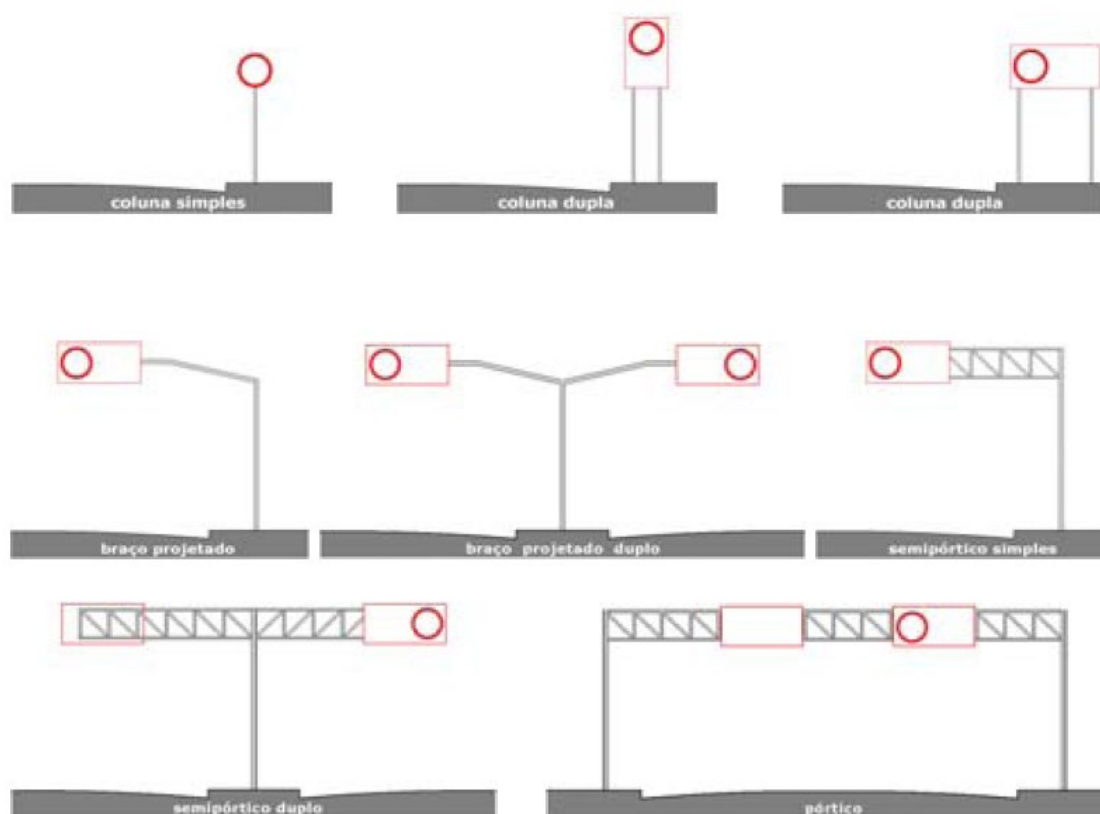 coluna simples
coluna dupla
coluna dupla
braço projetado
braço projetado duplo
semipórtico simples
semipórtico duplo
pórtico